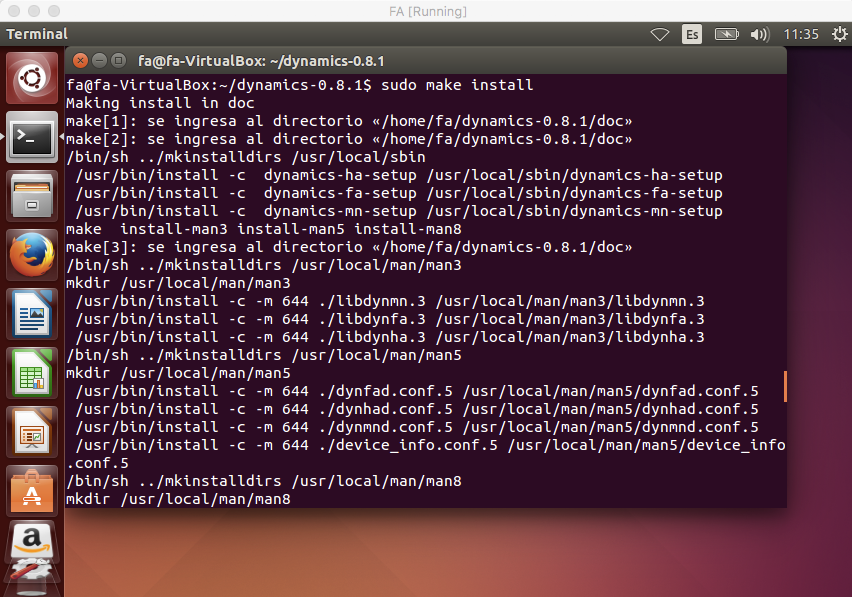 FA [Running]
Terminal
Es
11:35
fa@fa-VirtualBox: ~/dynamics-0.8.1
fa@fa-VirtualBox:~/dynamics-0.8.1$ sudo make install
Making install in doc
make[1]: se ingresa al directorio «/home/fa/dynamics-0.8.1/doc»
make[2]: se ingresa al directorio «/home/fa/dynamics-0.8.1/doc»
/bin/sh ../mkinstalldirs /usr/local/sbin
/usr/bin/install -c  dynamics-ha-setup /usr/local/sbin/dynamics-ha-setup
/usr/bin/install -c  dynamics-fa-setup /usr/local/sbin/dynamics-fa-setup
/usr/bin/install -c  dynamics-mn-setup /usr/local/sbin/dynamics-mn-setup
make  install-man3 install-man5 install-man8
make[3]: se ingresa al directorio «/home/fa/dynamics-0.8.1/doc»
/bin/sh ../mkinstalldirs /usr/local/man/man3
mkdir /usr/local/man/man3
/usr/bin/install -c -m 644 ./libdynmn.3 /usr/local/man/man3/libdynmn.3
/usr/bin/install -c -m 644 ./libdynfa.3 /usr/local/man/man3/libdynfa.3
/usr/bin/install -c -m 644 ./libdynha.3 /usr/local/man/man3/libdynha.3
/bin/sh ../mkinstalldirs /usr/local/man/man5
mkdir /usr/local/man/man5
/usr/bin/install -c -m 644 ./dynfad.conf.5 /usr/local/man/man5/dynfad.conf.5
/usr/bin/install -c -m 644 ./dynhad.conf.5 /usr/local/man/man5/dynhad.conf.5
/usr/bin/install -c -m 644 ./dynmnd.conf.5 /usr/local/man/man5/dynmnd.conf.5
/usr/bin/install -c -m 644 ./device_info.conf.5 /usr/local/man/man5/device_info
.conf.5
/bin/sh ../mkinstalldirs /usr/local/man/man8
mkdir /usr/local/man/man8